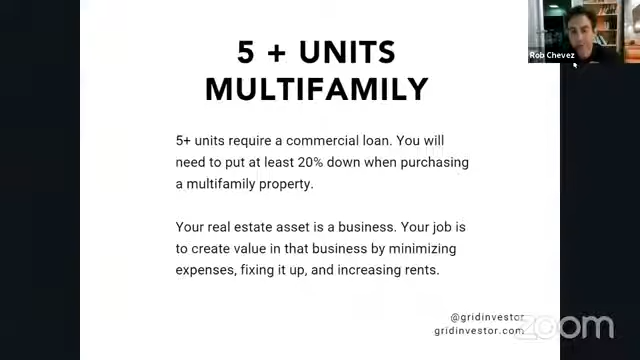 5 + UNITS
MULTIFAMILY
5+ units require a commercial loan. You will
need to put at least 20% down when purchasing
a multifamily property.
Your real estate asset is a business. Your job is
to create value in that business by minimizing
expenses, fixing it up, and increasing rents.
@gridinvestor
gridinvestor.com
zoom
Rob Chevez